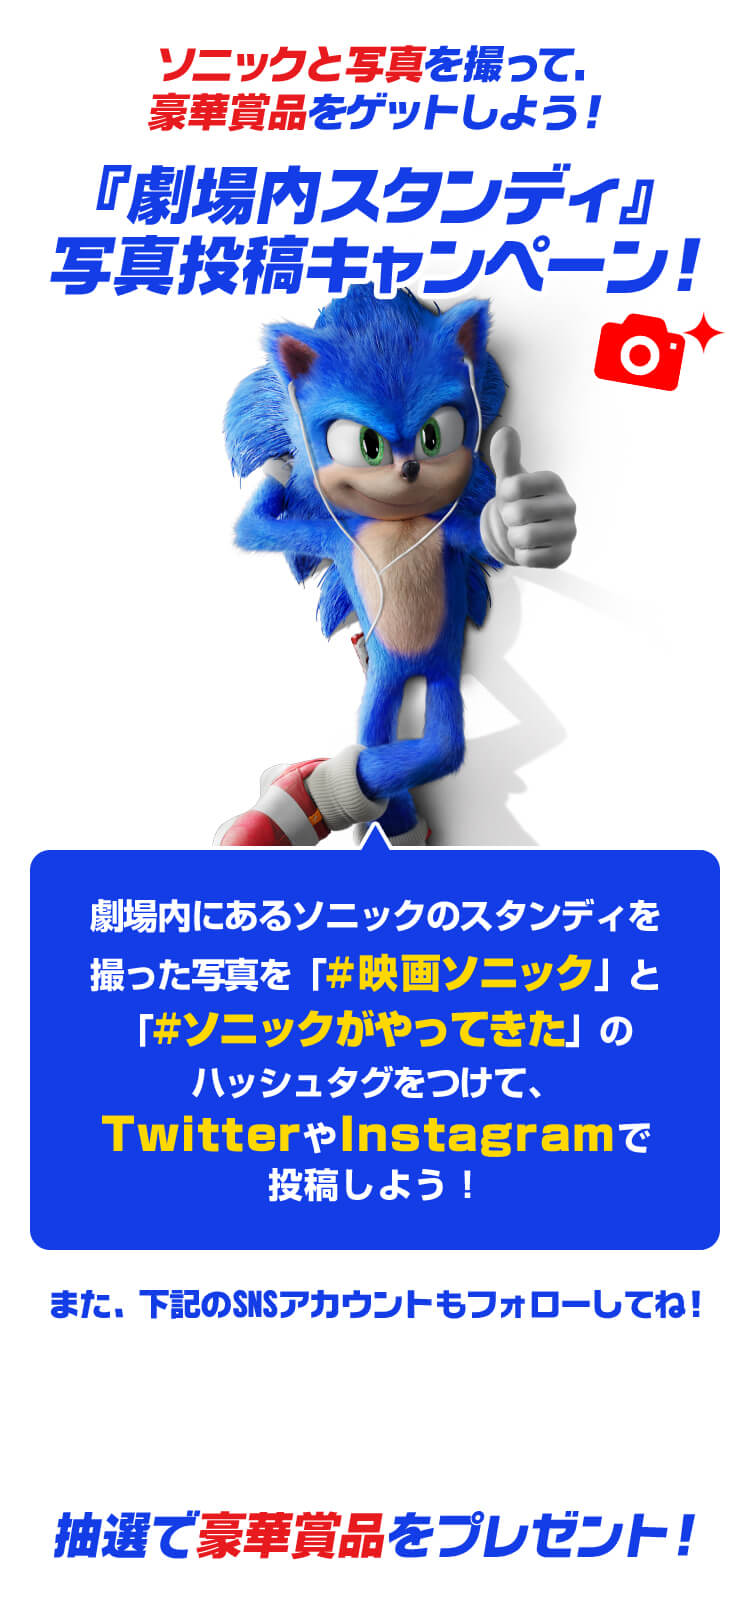 ソニックと写真を撮って、
豪華賞品をゲットしよう!
『劇場内スタンディ』
写真投稿キャンペーン!
劇場内にあるソニックのスタンディを
撮った写真を「#映画ソニック」と
「#ソニックがやってきた」の
ハッシュタグをつけて、
TwitterやInstagramで
投稿しよう!
また、下記のSNSアカウントもフォローしてね!
抽選で豪華賞品をプレゼント!